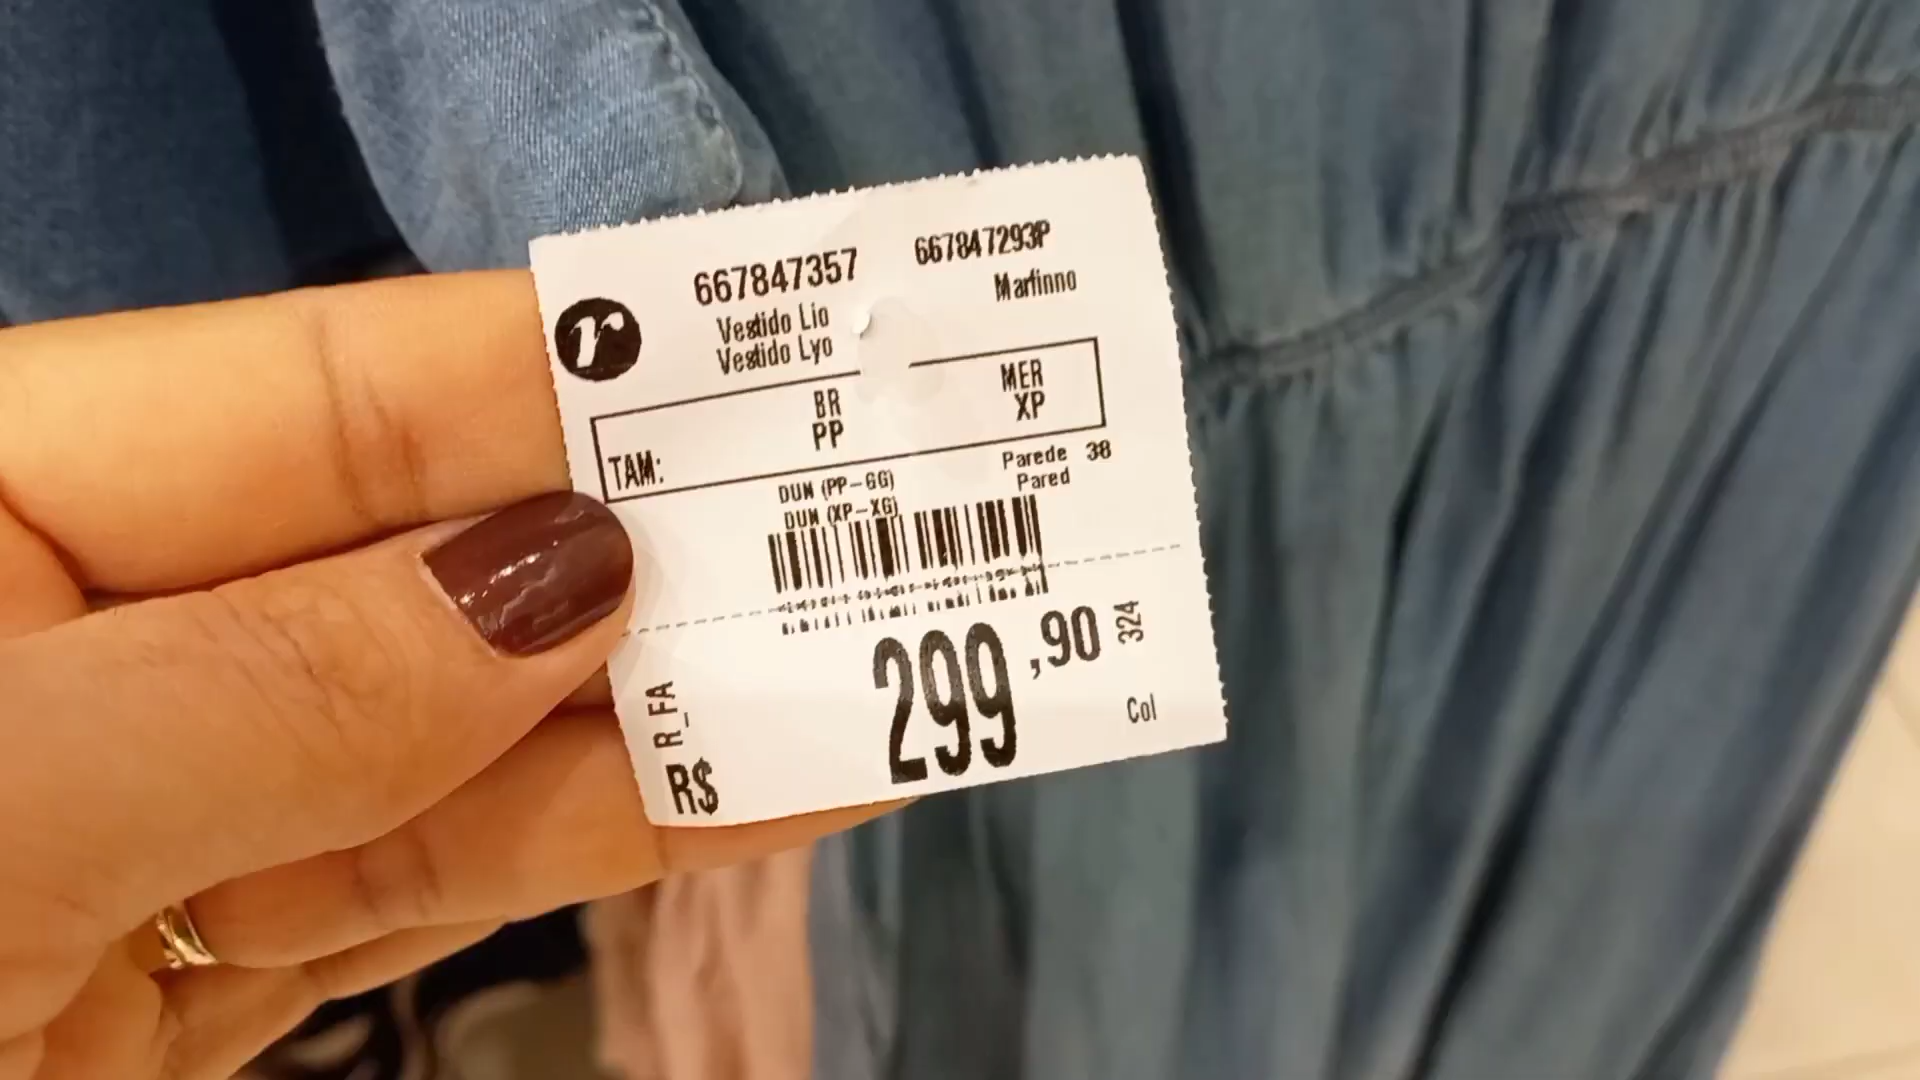 667847357 667847293P
Marfinno
r
Vestido Lio
Vestido Lyo
BR MER
PP XP
TAM:
DUN (PP-GG) Parede 38
DUN (XP-XG) Pared
299,90 324
R_FA
Col
R$